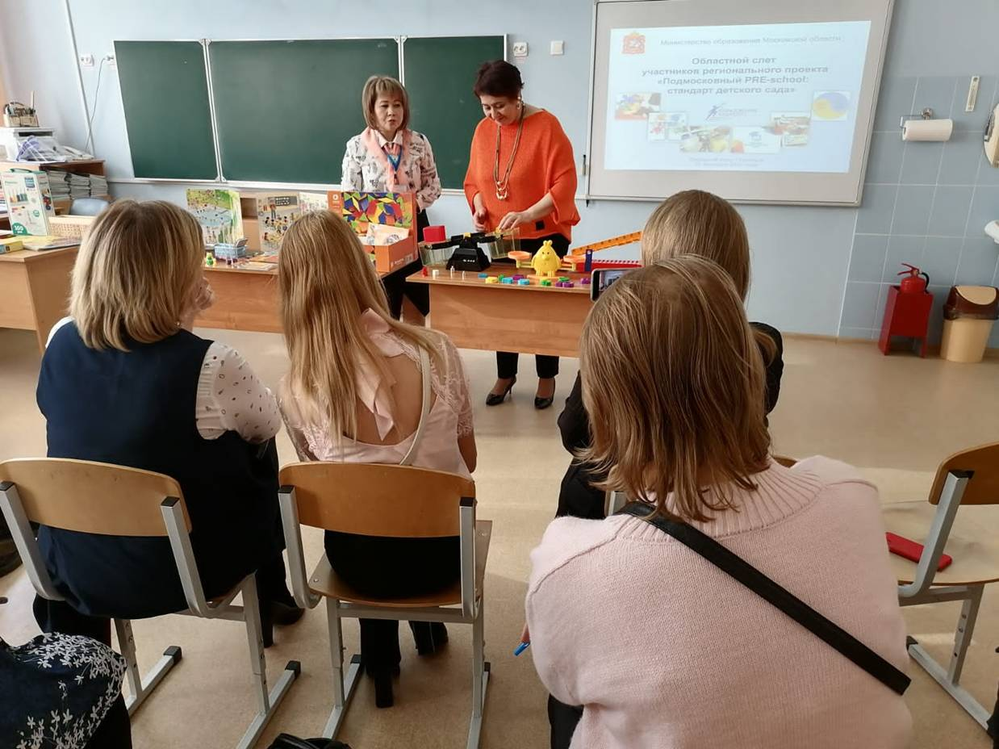 Министерство образования Московской области
Областной слет
участников регионального проекта
«Подмосковный PRE-school:
стандарт детского сада»